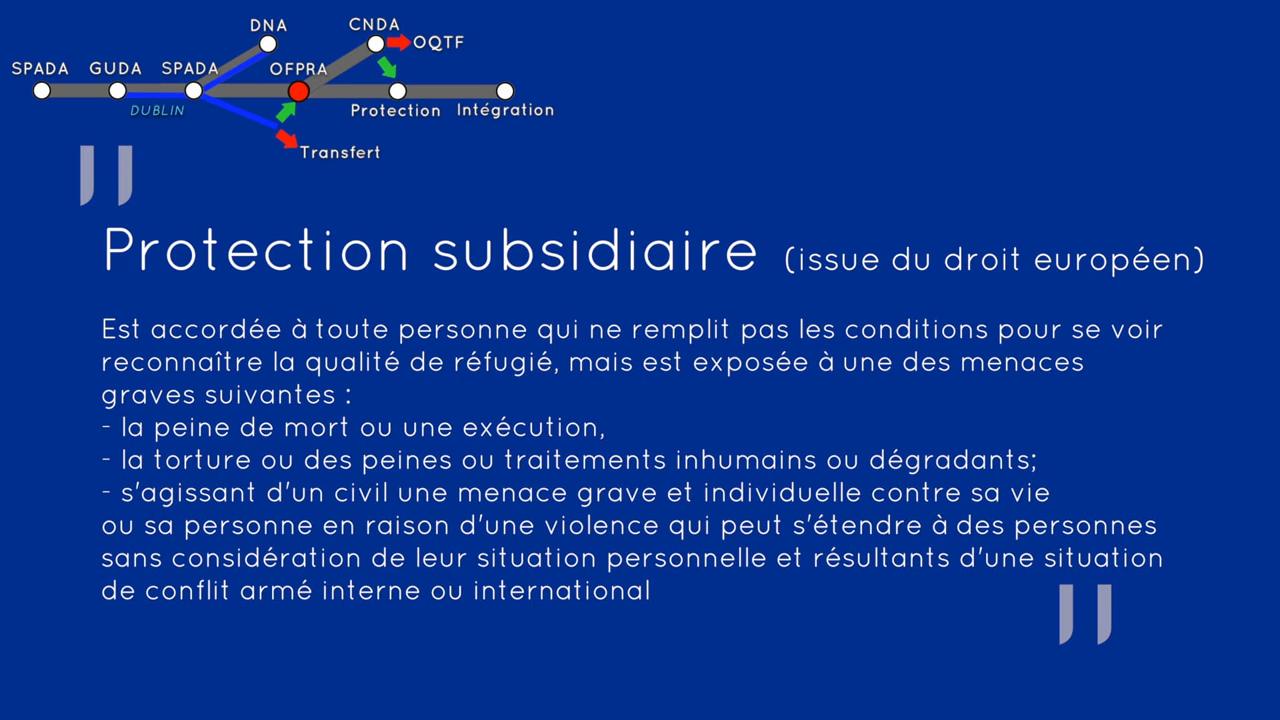 DNA
CNDA
OQTF
SPADA
GUDA
SPADA
OFPRA
DUBLIN
Protection
Intégration
Transfert
Protection subsidiaire (issue du droit européen)
Est accordée à toute personne qui ne remplit pas les conditions pour se voir
reconnaître la qualité de réfugié, mais est exposée à une des menaces
graves suivantes :
- la peine de mort ou une exécution,
- la torture ou des peines ou traitements inhumains ou dégradants;
- s'agissant d'un civil une menace grave et individuelle contre sa vie
ou sa personne en raison d'une violence qui peut s'étendre à des personnes
sans considération de leur situation personnelle et résultants d'une situation
de conflit armé interne ou international